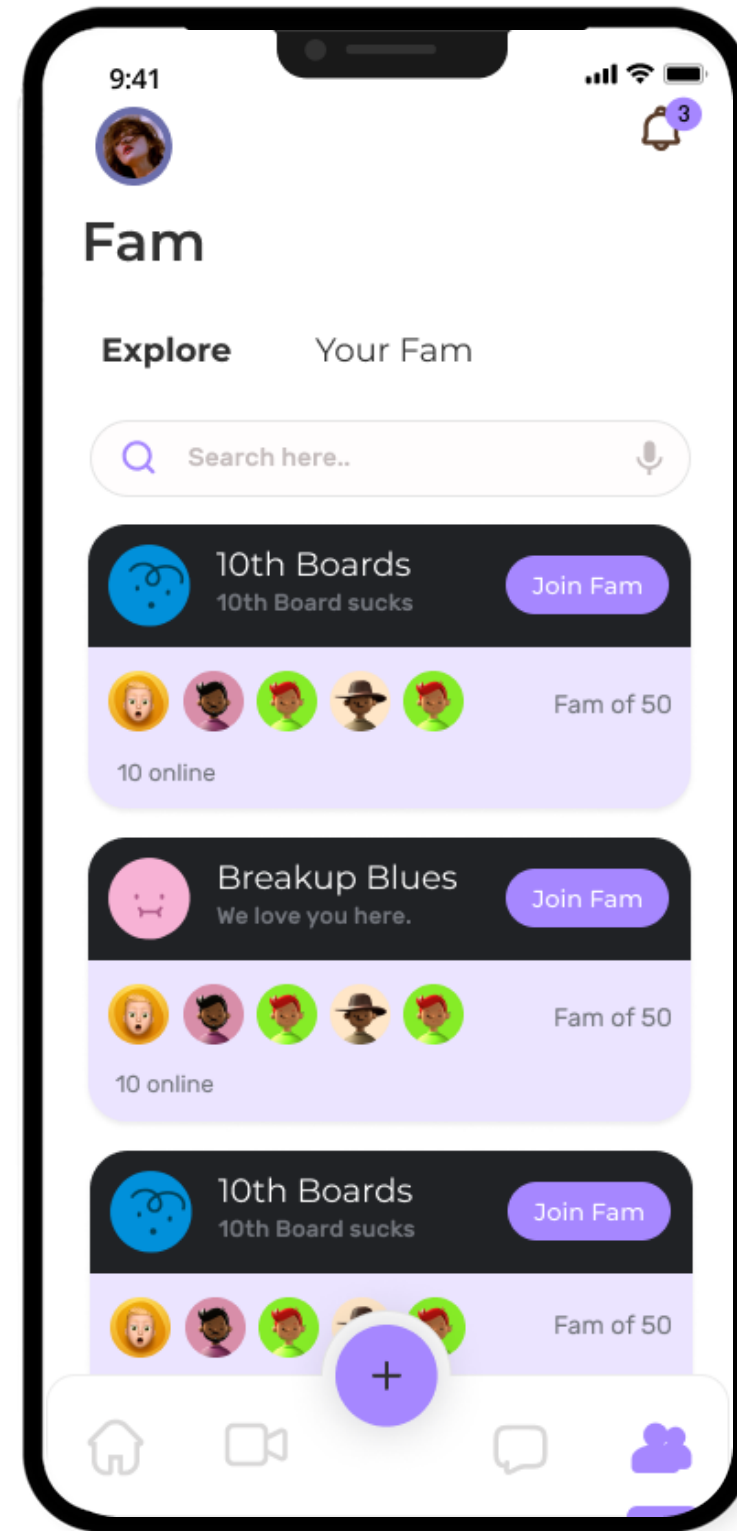 9:41
3
Fam
Explore Your Fam
Search here..
10th Boards
10th Board sucks
Join Fam
Fam of 50
10 online
Breakup Blues
We love you here.
Join Fam
Fam of 50
10 online
10th Boards
10th Board sucks
Join Fam
Fam of 50
+